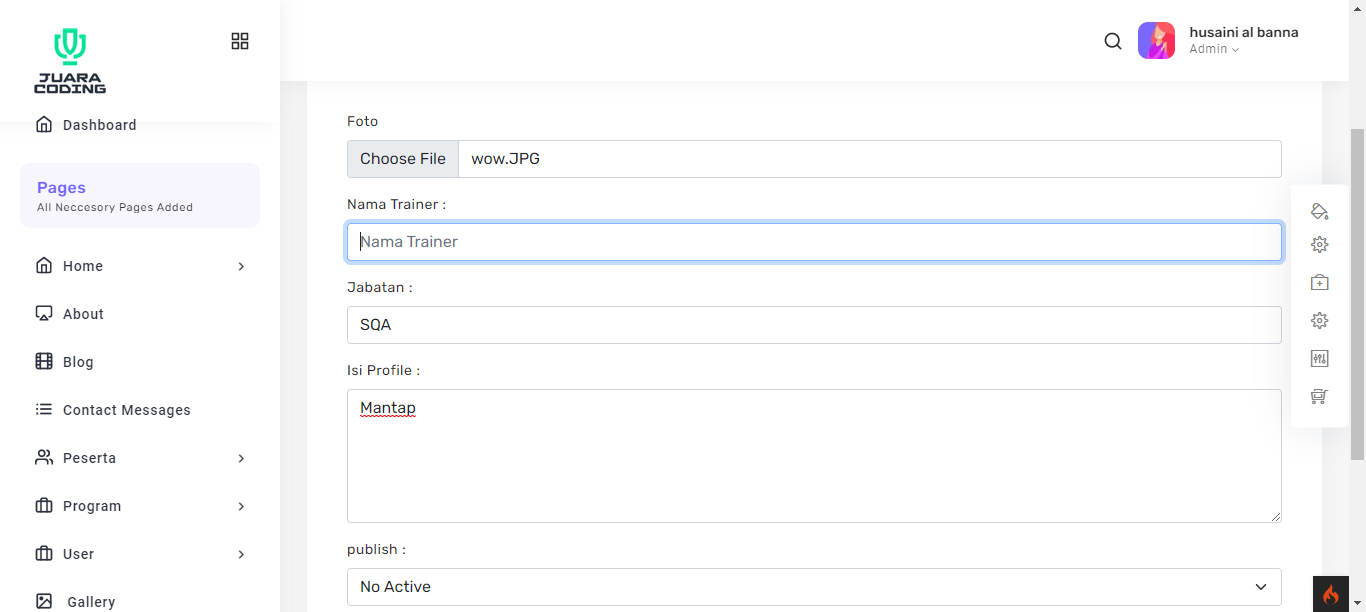 JUARA
CODING
Dashboard
Pages
All Neccesory Pages Added
Home
About
Blog
Contact Messages
Peserta
Program
User
Gallery
husaini al banna
Admin
Foto
Choose File wow.JPG
Nama Trainer :
Nama Trainer
Jabatan :
SQA
Isi Profile :
Mantap
publish :
No Active